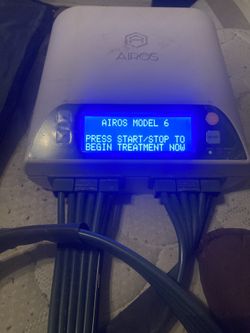 AIROS
AIROS MODEL 6
PRESS START/STOP TO
BEGIN TREATMENT NOW